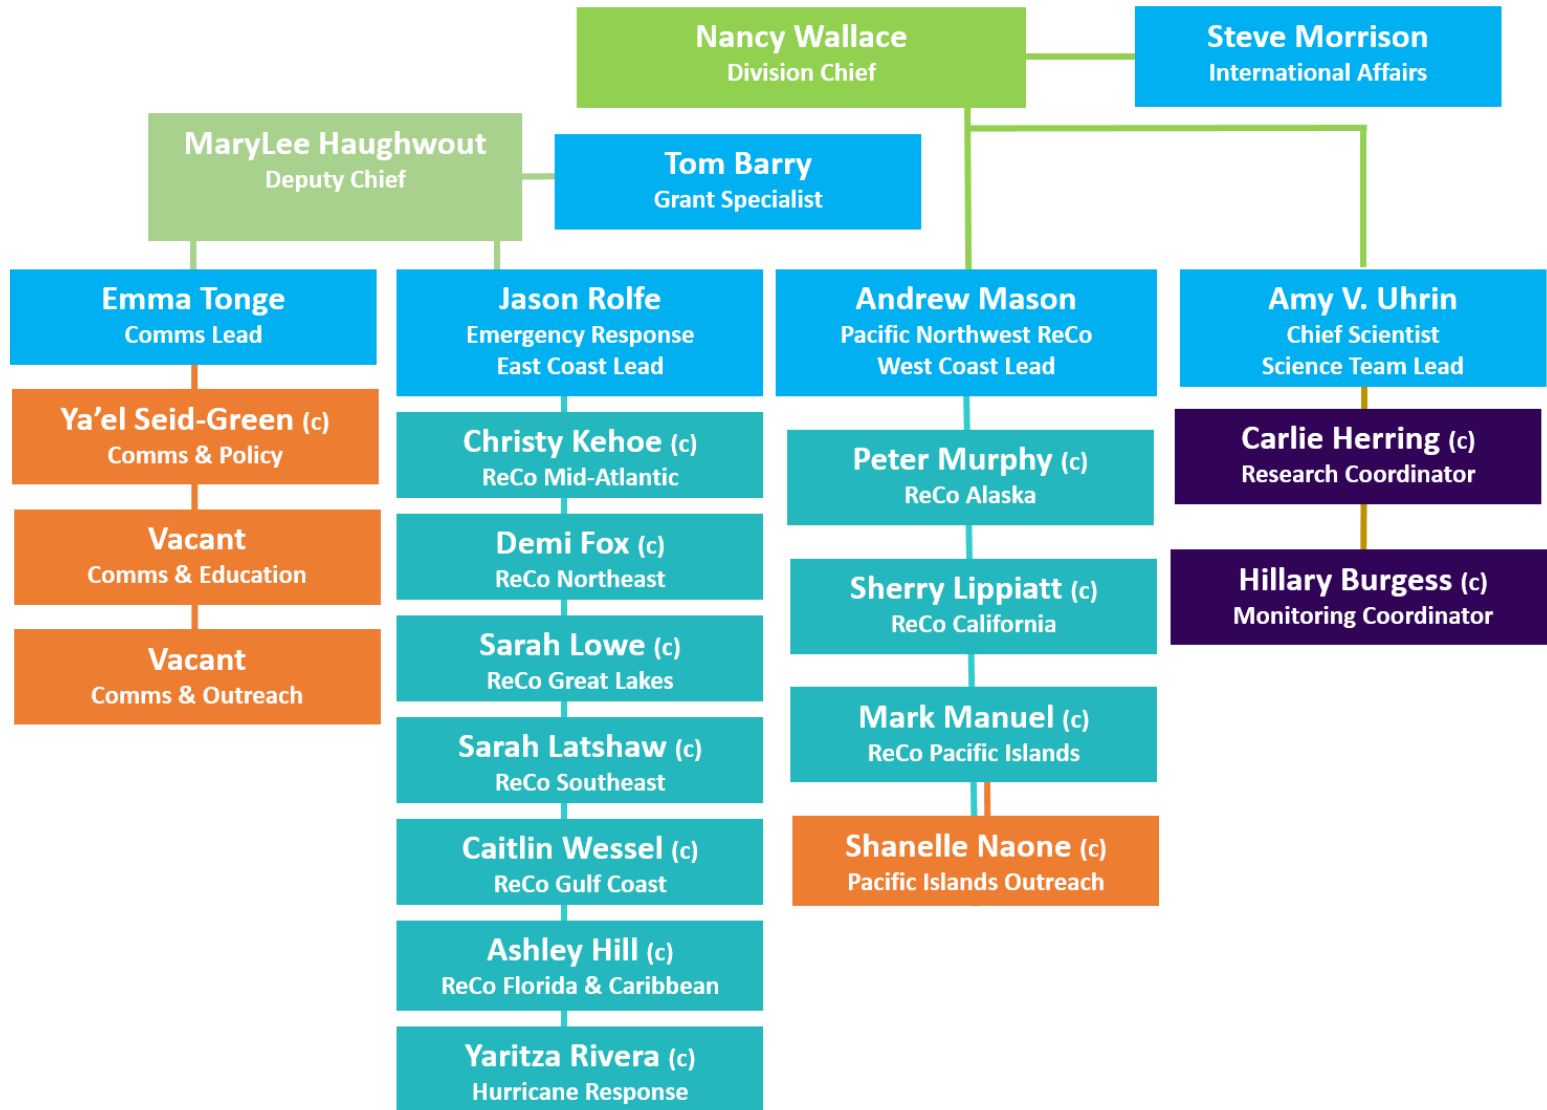 Nancy Wallace
Division Chief
Steve Morrison
International Affairs
MaryLee Haughwout
Deputy Chief
Tom Barry
Grant Specialist
Emma Tonge
Comms Lead
Ya’el Seid-Green (c)
Comms & Policy
Vacant
Comms & Education
Vacant
Comms & Outreach
Jason Rolfe
Emergency Response
East Coast Lead
Christy Kehoe (c)
ReCo Mid-Atlantic
Demi Fox (c)
ReCo Northeast
Sarah Lowe (c)
ReCo Great Lakes
Sarah Latshaw (c)
ReCo Southeast
Caitlin Wessel (c)
ReCo Gulf Coast
Ashley Hill (c)
ReCo Florida & Caribbean
Yaritza Rivera (c)
Hurricane Response
Andrew Mason
Pacific Northwest ReCo
West Coast Lead
Peter Murphy (c)
ReCo Alaska
Sherry Lippiatt (c)
ReCo California
Mark Manuel (c)
ReCo Pacific Islands
Shanelle Naone (c)
Pacific Islands Outreach
Amy V. Uhrin
Chief Scientist
Science Team Lead
Carlie Herring (c)
Research Coordinator
Hillary Burgess (c)
Monitoring Coordinator